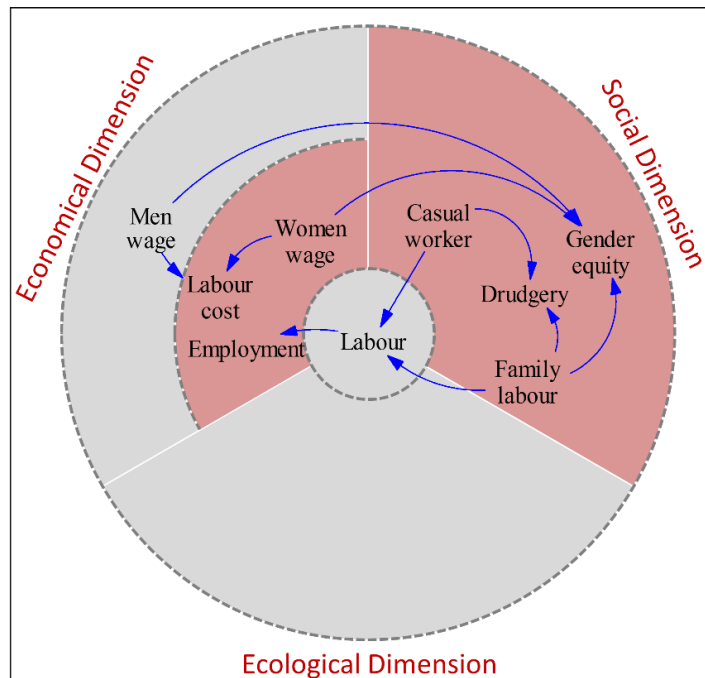 Economical Dimension
Social Dimension
Men
wage
Women
wage
Casual
worker
Gender
equity
Labour
cost
Drudgery
Employment
Labour
Family
labour
Ecological Dimension